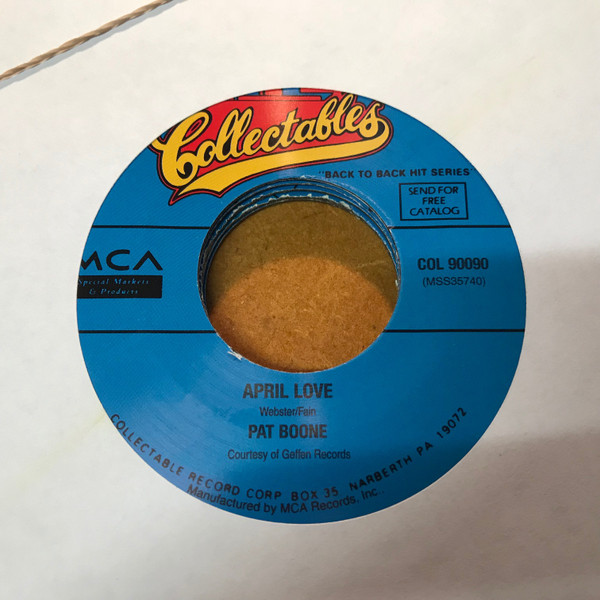 Collectables
"BACK TO BACK HIT SERIES"
SEND FOR
FREE
CATALOG
MCA
Special Markets
& Products
COL 90090
(MSS35740)
APRIL LOVE
Webster/Fain
PAT BOONE
Courtesy of Geffen Records
COLLECTABLE RECORD CORP BOX 35 NARBERTH PA 19072
Manufactured by MCA Records, Inc.